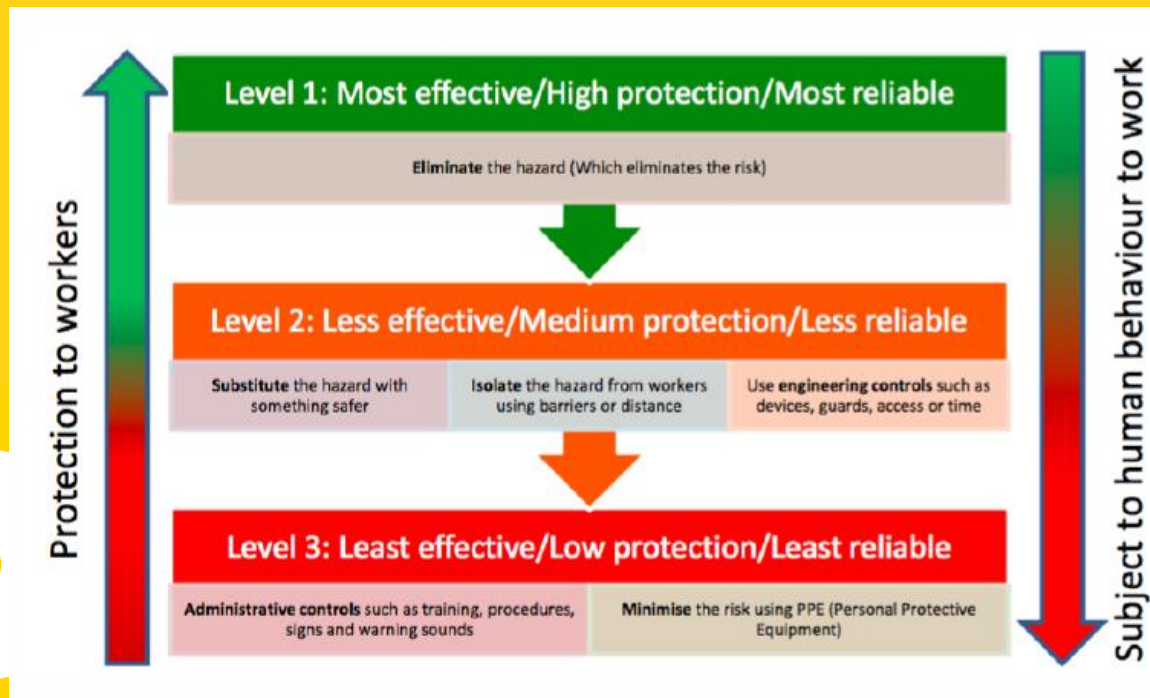 Level 1: Most effective/High protection/Most reliable
Eliminate the hazard (Which eliminates the risk)
Level 2: Less effective/Medium protection/Less reliable
Substitute the hazard with
something safer
Isolate the hazard from workers
using barriers or distance
Use engineering controls such as
devices, guards, access or time
Level 3: Least effective/Low protection/Least reliable
Administrative controls such as training, procedures,
signs and warning sounds
Minimise the risk using PPE (Personal Protective
Equipment)
Protection to workers
Subject to human behaviour to work